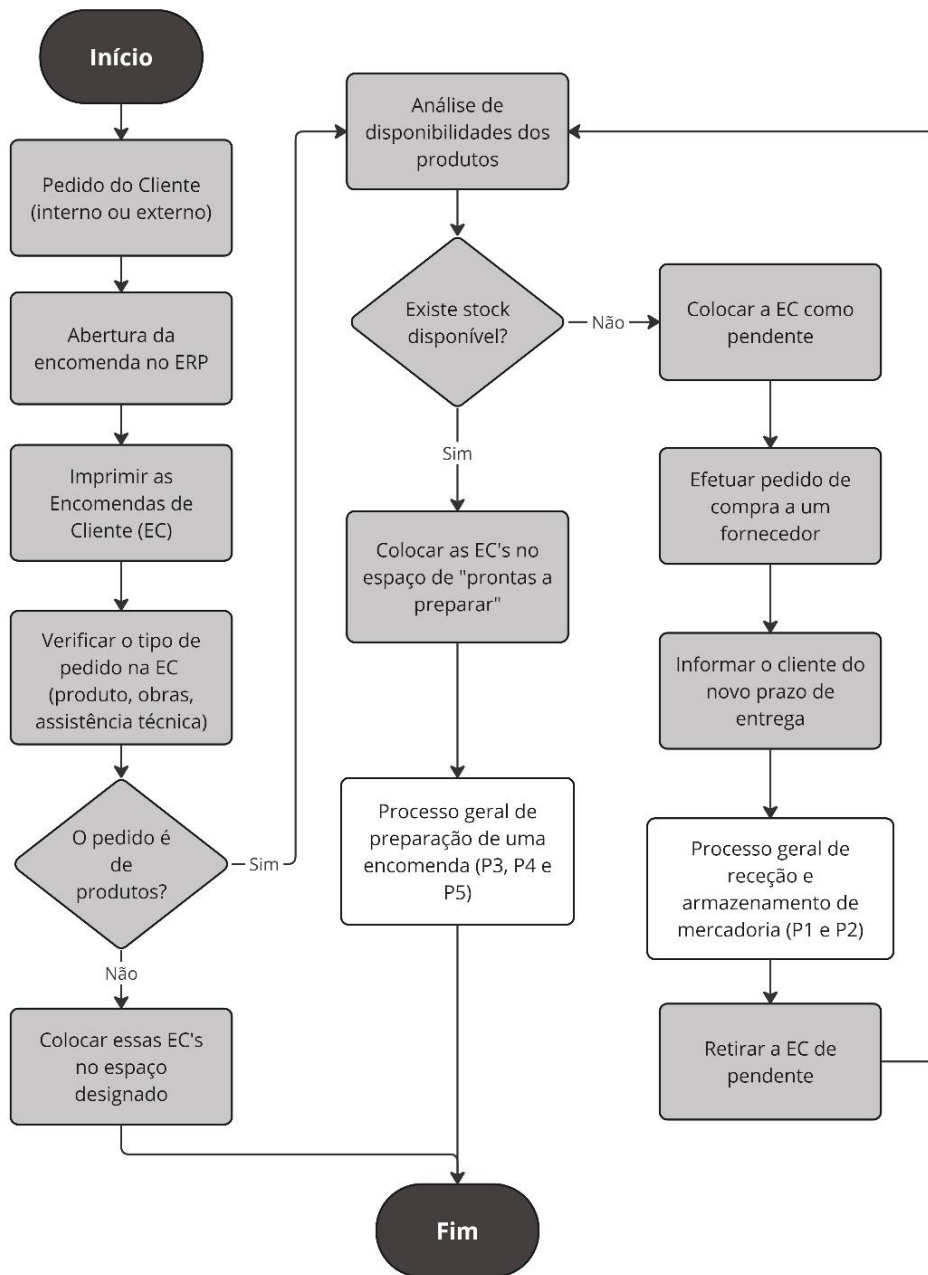 Início
Pedido do Cliente
(interno ou externo)
Abertura da
encomenda no ERP
Imprimir as
Encomendas de
Cliente (EC)
Verificar o tipo de
pedido na EC
(produto, obras,
assistência técnica)
O pedido é
de
produtos?
Sim
Não
Colocar essas EC's
no espaço
designado
Análise de
disponibilidades dos
produtos
Existe stock
disponível?
Não
Sim
Colocar as EC's no
espaço de "prontas a
preparar"
Processo geral de
preparação de uma
encomenda (P3, P4 e
P5)
Colocar a EC como
pendente
Efetuar pedido de
compra a um
fornecedor
Informar o cliente do
novo prazo de
entrega
Processo geral de
receção e
armazenamento de
mercadoria (P1 e P2)
Retirar a EC de
pendente
Fim